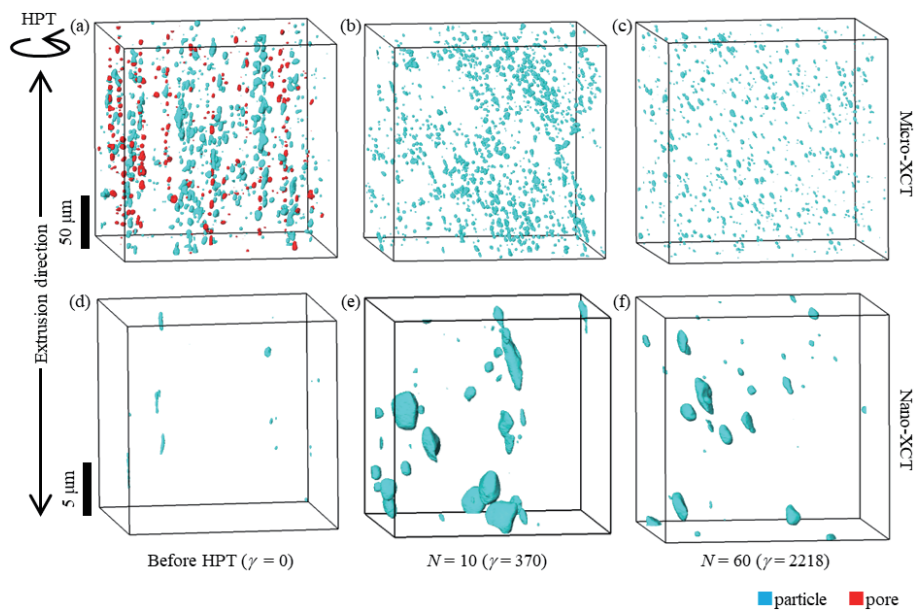 HPT
(a)
(b)
(c)
Extrusion direction
50 μm
Micro-XCT
(d)
(e)
(f)
5 μm
Nano-XCT
Before HPT (γ = 0)
N = 10 (γ = 370)
N = 60 (γ = 2218)
particle
pore